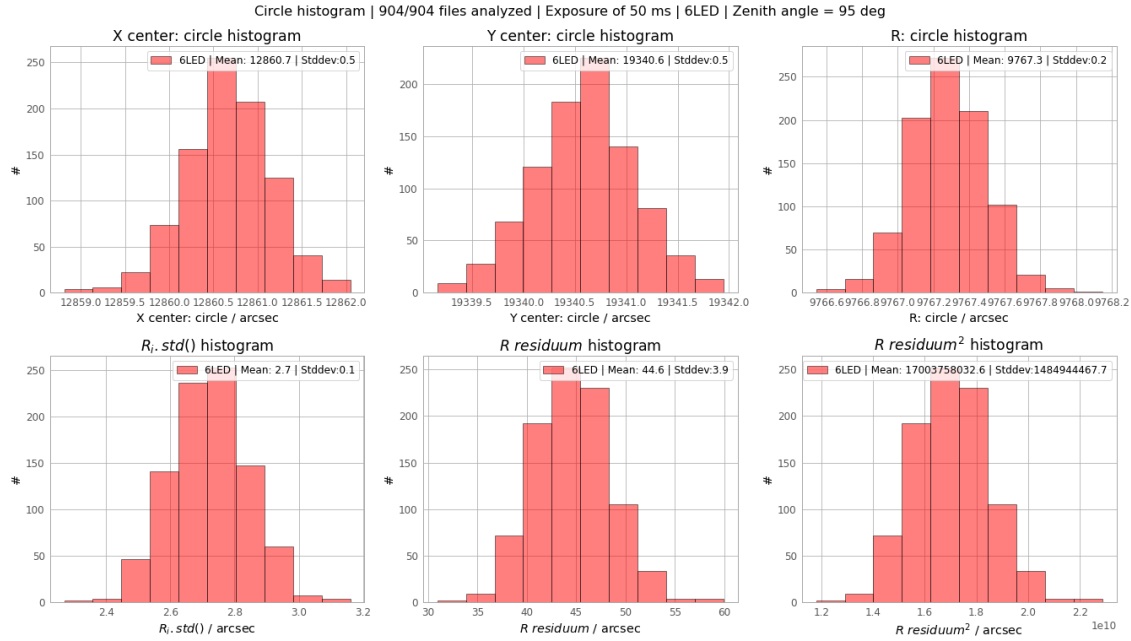 Circle histogram | 904/904 files analyzed | Exposure of 50 ms | 6LED | Zenith angle = 95 deg
X center: circle histogram
6LED | Mean: 12860.7 | Stddev:0.5
250
200
150
100
50
0
#
12859.0 12859.5 12860.0 12860.5 12861.0 12861.5 12862.0
X center: circle / arcsec
Y center: circle histogram
6LED | Mean: 19340.6 | Stddev:0.5
200
150
100
50
0
#
19339.5 19340.0 19340.5 19341.0 19341.5 19342.0
Y center: circle / arcsec
R: circle histogram
6LED | Mean: 9767.3 | Stddev:0.2
250
200
150
100
50
0
#
9766.6 9766.8 9767.0 9767.2 9767.4 9767.6 9767.8 9768.0 9768.2
R: circle / arcsec
R_i.std() histogram
6LED | Mean: 2.7 | Stddev:0.1
250
200
150
100
50
0
#
2.4 2.6 2.8 3.0 3.2
R_i.std() / arcsec
R residuum histogram
6LED | Mean: 44.6 | Stddev:3.9
250
200
150
100
50
0
#
30 35 40 45 50 55 60
R residuum / arcsec
R residuum² histogram
6LED | Mean: 17003758032.6 | Stddev:1484944467.7
250
200
150
100
50
0
#
1.2 1.4 1.6 1.8 2.0 2.2
1e10
R residuum² / arcsec